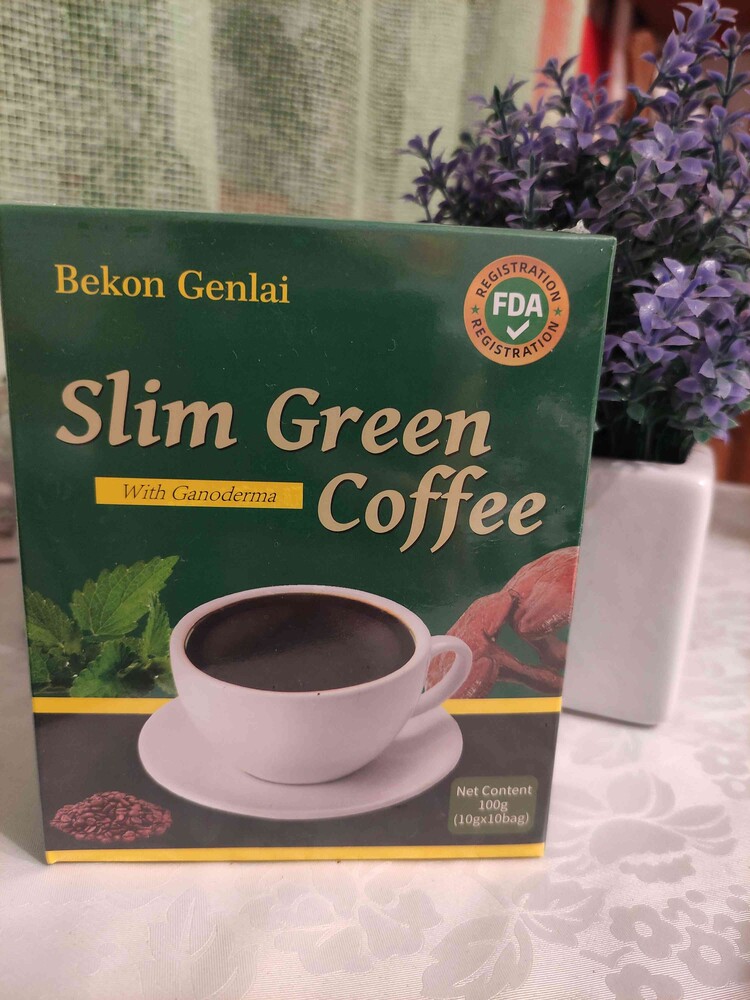 Bekon Genlai
REGISTRATION
FDA
REGISTRATION
Slim Green
With Ganoderma
Coffee
Net Content
100g
(10gx10bag)